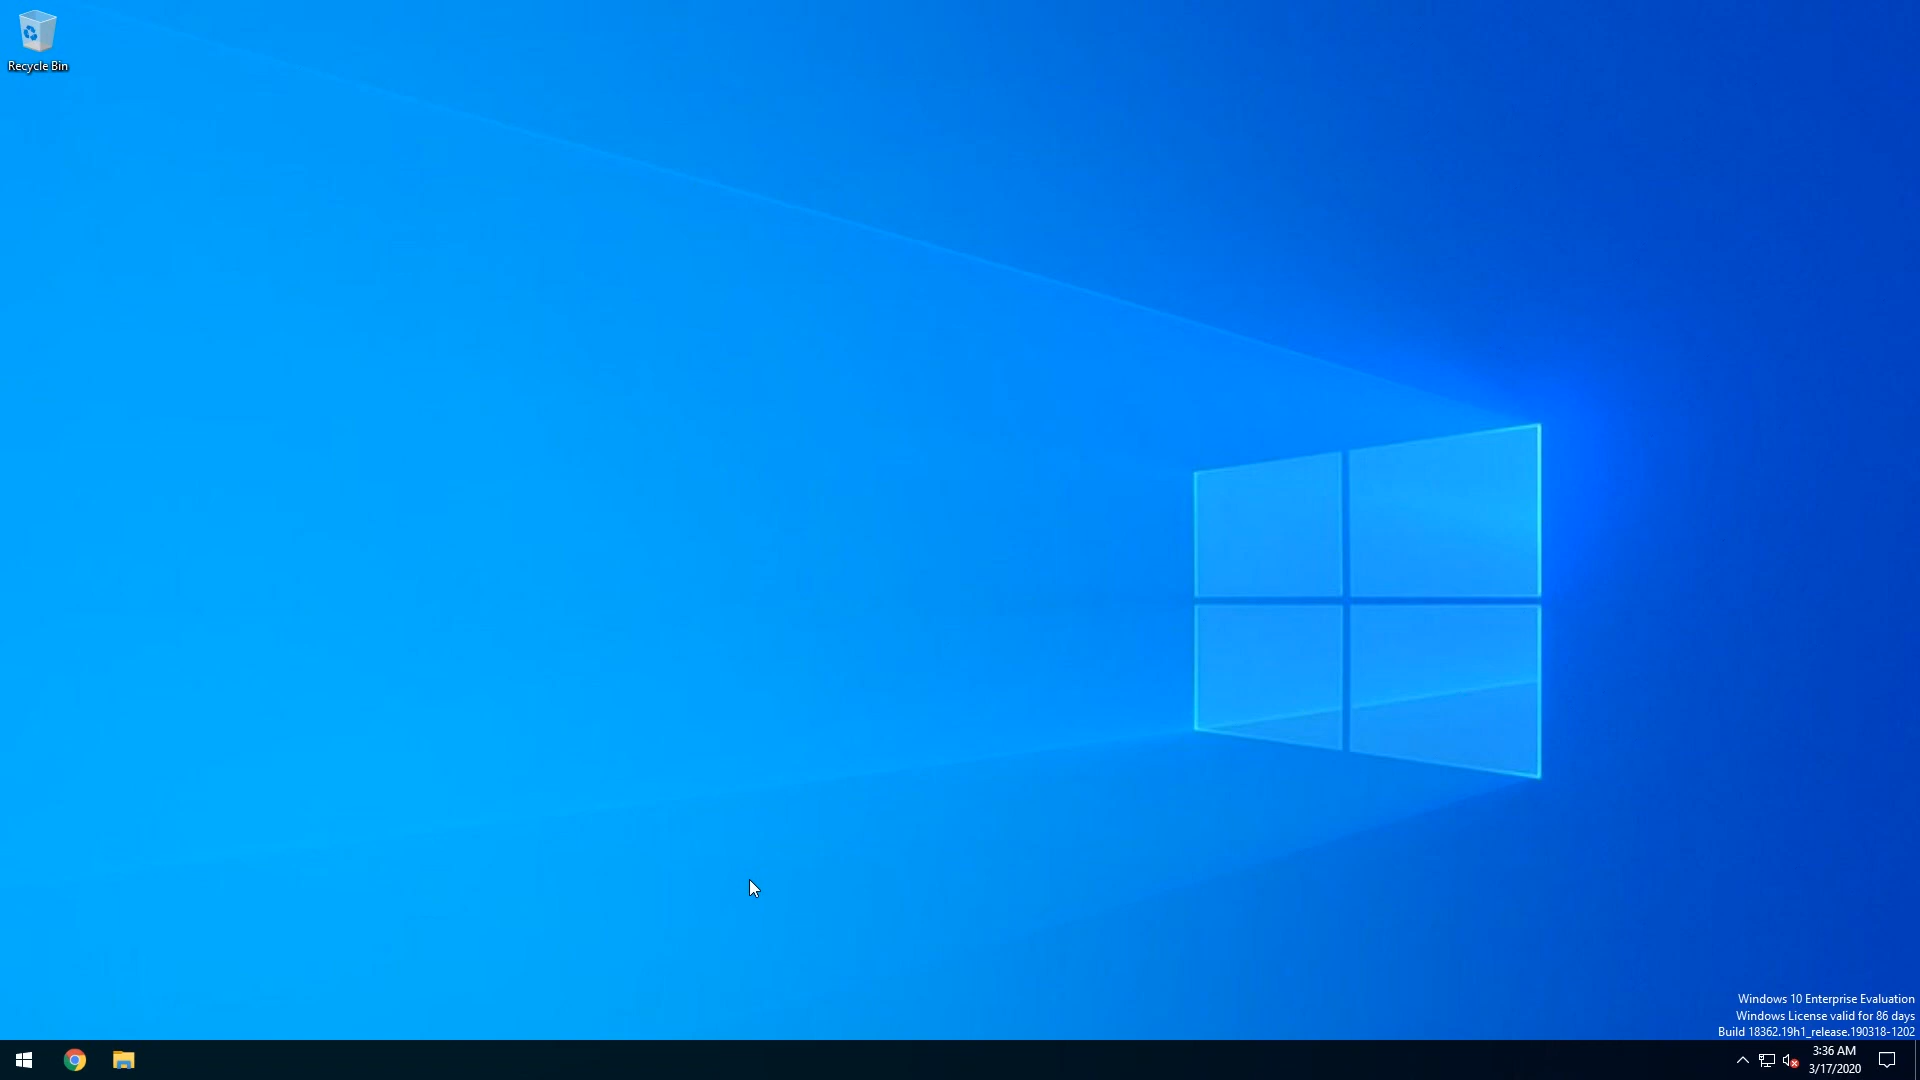 Recycle Bin
Windows 10 Enterprise Evaluation
Windows License valid for 86 days
Build 18362.19h1_release.190318-1202
3:36 AM
3/17/2020